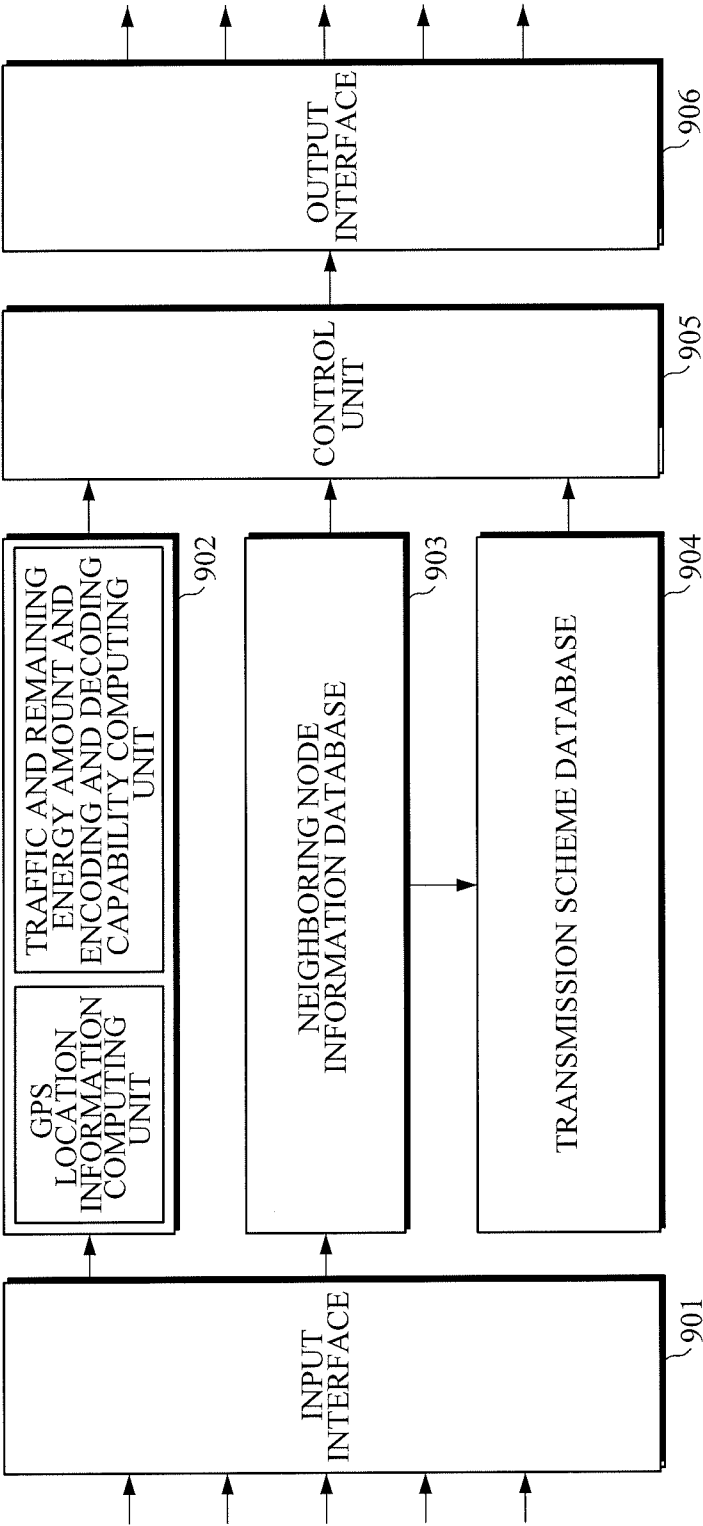 INPUT
INTERFACE
901
GPS
LOCATION
INFORMATION
COMPUTING
UNIT
TRAFFIC AND REMAINING
ENERGY AMOUNT AND
ENCODING AND DECODING
CAPABILITY COMPUTING
UNIT
902
NEIGHBORING NODE
INFORMATION DATABASE
903
TRANSMISSION SCHEME DATABASE
904
CONTROL
UNIT
905
OUTPUT
INTERFACE
906